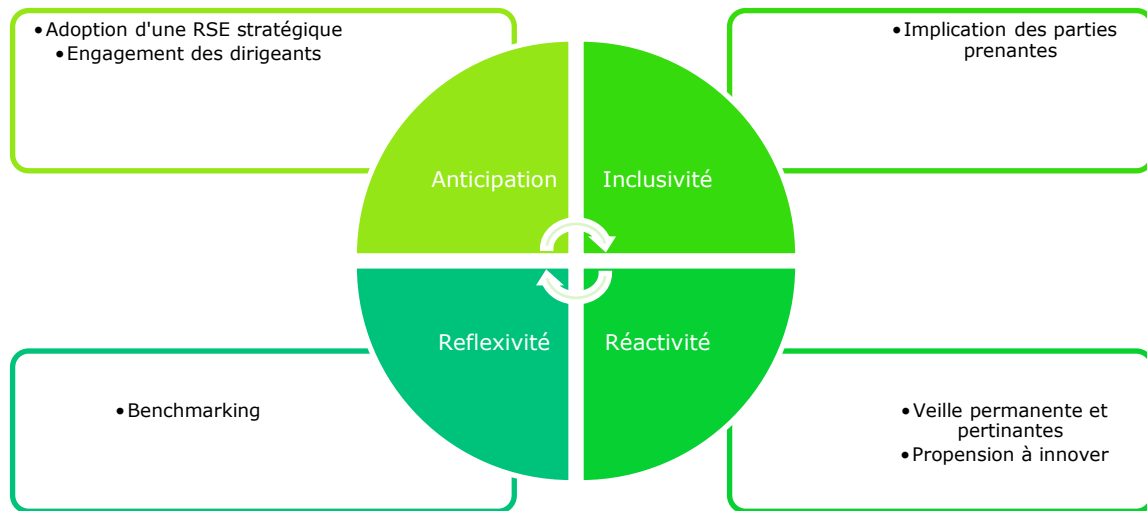 •Adoption d'une RSE stratégique
•Engagement des dirigeants
•Implication des parties
prenantes
Anticipation
Inclusivité
Reflexivité
Réactivité
•Benchmarking
•Veille permanente et
pertinantes
•Propension à innover